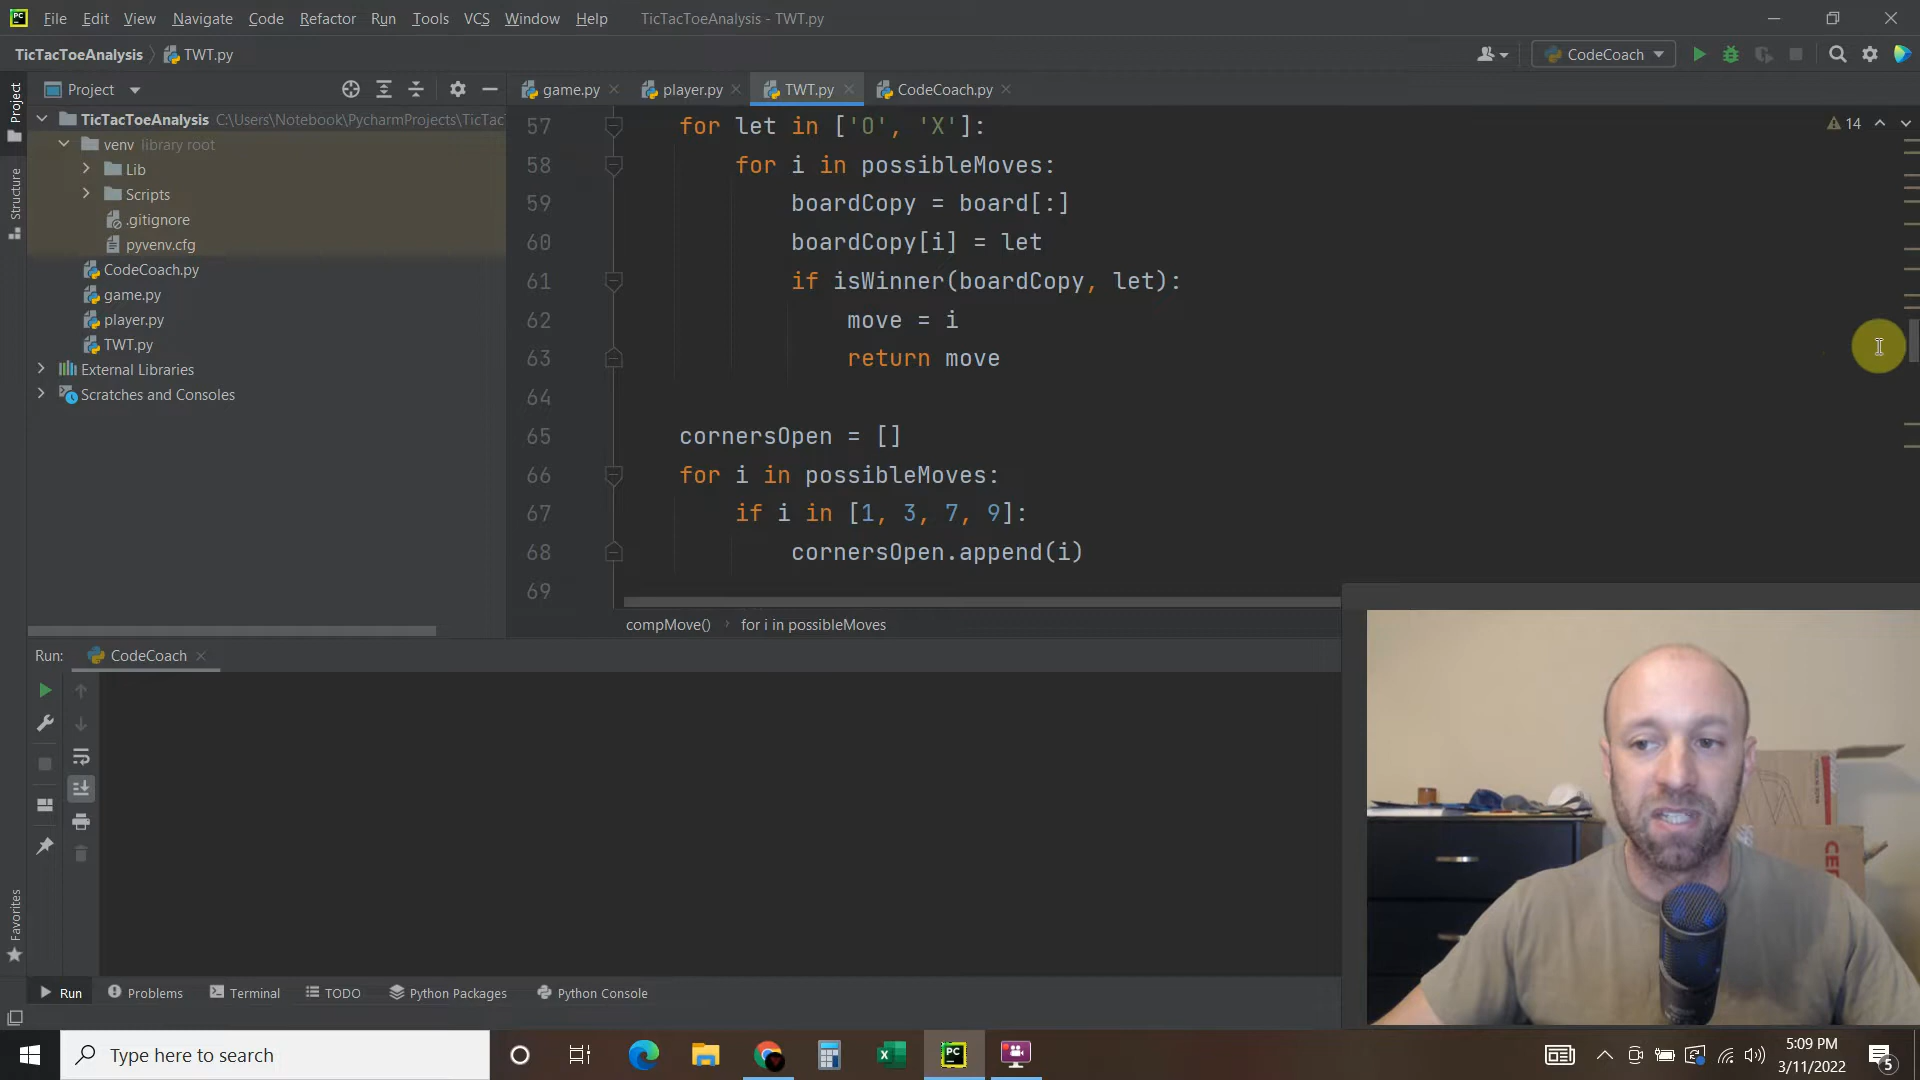 File Edit View Navigate Code Refactor Run Tools VCS Window Help TicTacToeAnalysis - TWT.py
TicTacToeAnalysis TWT.py CodeCoach
Project game.py player.py TWT.py CodeCoach.py
Project
Structure
Favorites
TicTacToeAnalysis C:\Users\Notebook\PycharmProjects\TicTac
venv library root
Lib
Scripts
.gitignore
pyvenv.cfg
CodeCoach.py
game.py
player.py
TWT.py
External Libraries
Scratches and Consoles
14
57 for let in ['O', 'X']:
58 for i in possibleMoves:
59 boardCopy = board[:]
60 boardCopy[i] = let
61 if isWinner(boardCopy, let):
62 move = i
63 return move
64
65 cornersOpen = []
66 for i in possibleMoves:
67 if i in [1, 3, 7, 9]:
68 cornersOpen.append(i)
69
compMove() for i in possibleMoves
Run: CodeCoach
Run Problems Terminal TODO Python Packages Python Console
Type here to search
PC
5:09 PM
3/11/2022
5